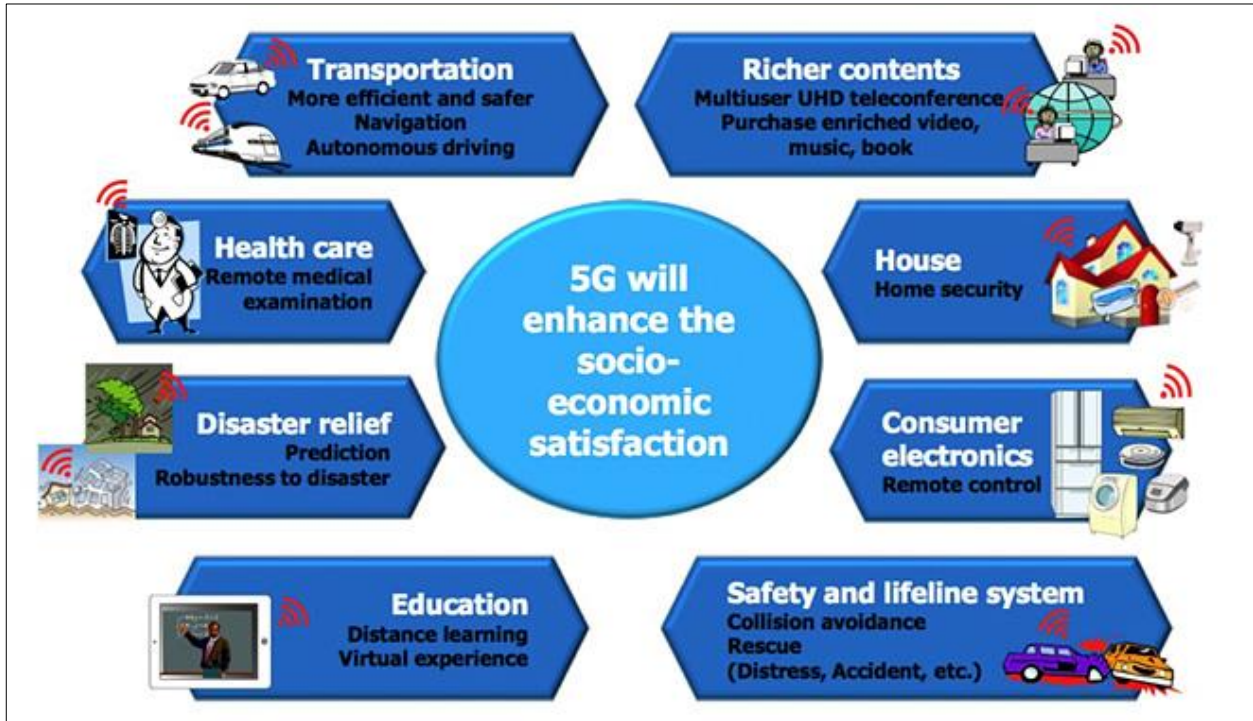 Transportation
More efficient and safer
Navigation
Autonomous driving
Richer contents
Multiuser UHD teleconference
Purchase enriched video,
music, book
Health care
Remote medical
examination
5G will
enhance the
socio-
economic
satisfaction
House
Home security
Disaster relief
Prediction
Robustness to disaster
Consumer
electronics
Remote control
Education
Distance learning
Virtual experience
Safety and lifeline system
Collision avoidance
Rescue
(Distress, Accident, etc.)